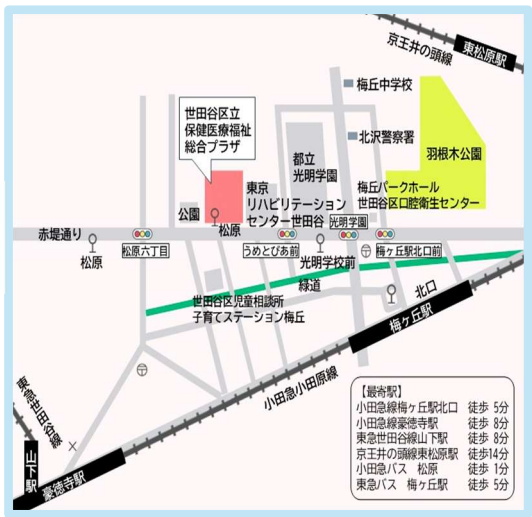 京王井の頭線
東松原駅
梅丘中学校
世田谷区立
保健医療福祉
総合プラザ
北沢警察署
羽根木公園
都立
光明学園
東京
リハビリテーション
センター世田谷
梅丘パークホール
世田谷区口腔衛生センター
公園
松原
光明学園
赤堤通り
松原
松原六丁目
うめとぴあ前
光明学校前
梅ヶ丘駅北口前
緑道
世田谷区児童相談所
子育てステーション梅丘
北口
梅ヶ丘駅
小田急小田原線
東急世田谷線
山下駅
豪徳寺駅
【最寄駅】
小田急線梅ヶ丘駅北口 徒歩 5分
小田急線豪徳寺駅 徒歩 8分
東急世田谷線山下駅 徒歩 8分
京王井の頭線東松原駅 徒歩14分
小田急バス 松原 徒歩 1分
東急バス 梅ヶ丘駅 徒歩 5分